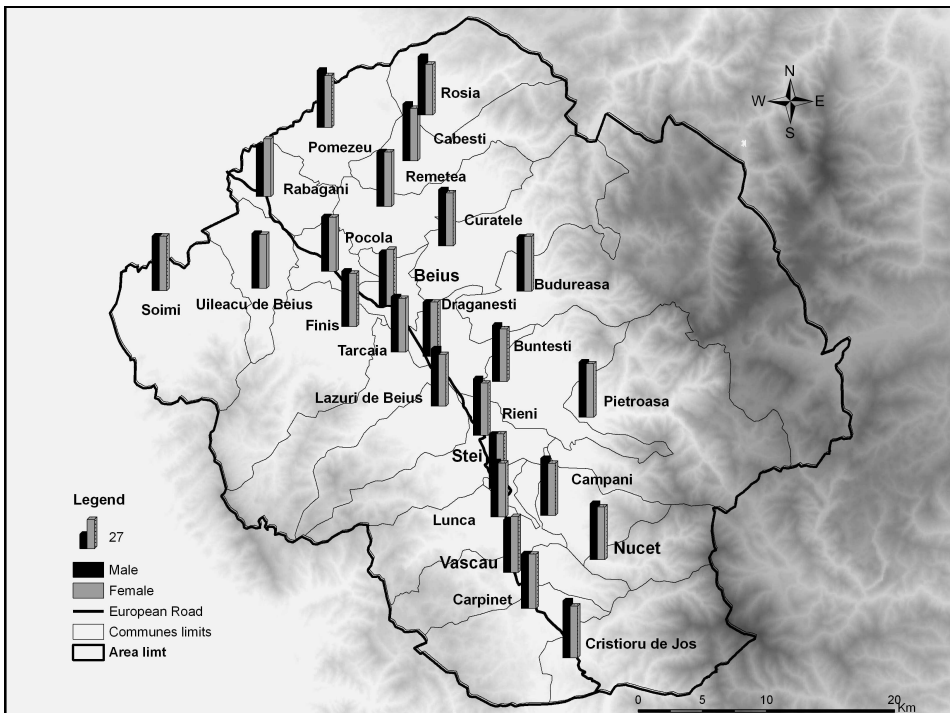 N
W E
S
Rosia
Cabesti
Pomezeu
Remetea
Rabagani
Curatele
Pocola
Beius
Budureasa
Uileacu de Beius
Draganesti
Soimi
Finis
Buntesti
Tarcaia
Lazuri de Beius
Pietroasa
Rieni
Stei
Campani
Lunca
Nucet
Vascau
Carpinet
Cristioru de Jos
Legend
27
Male
Female
European Road
Communes limits
Area limt
0 5 10 20
Km